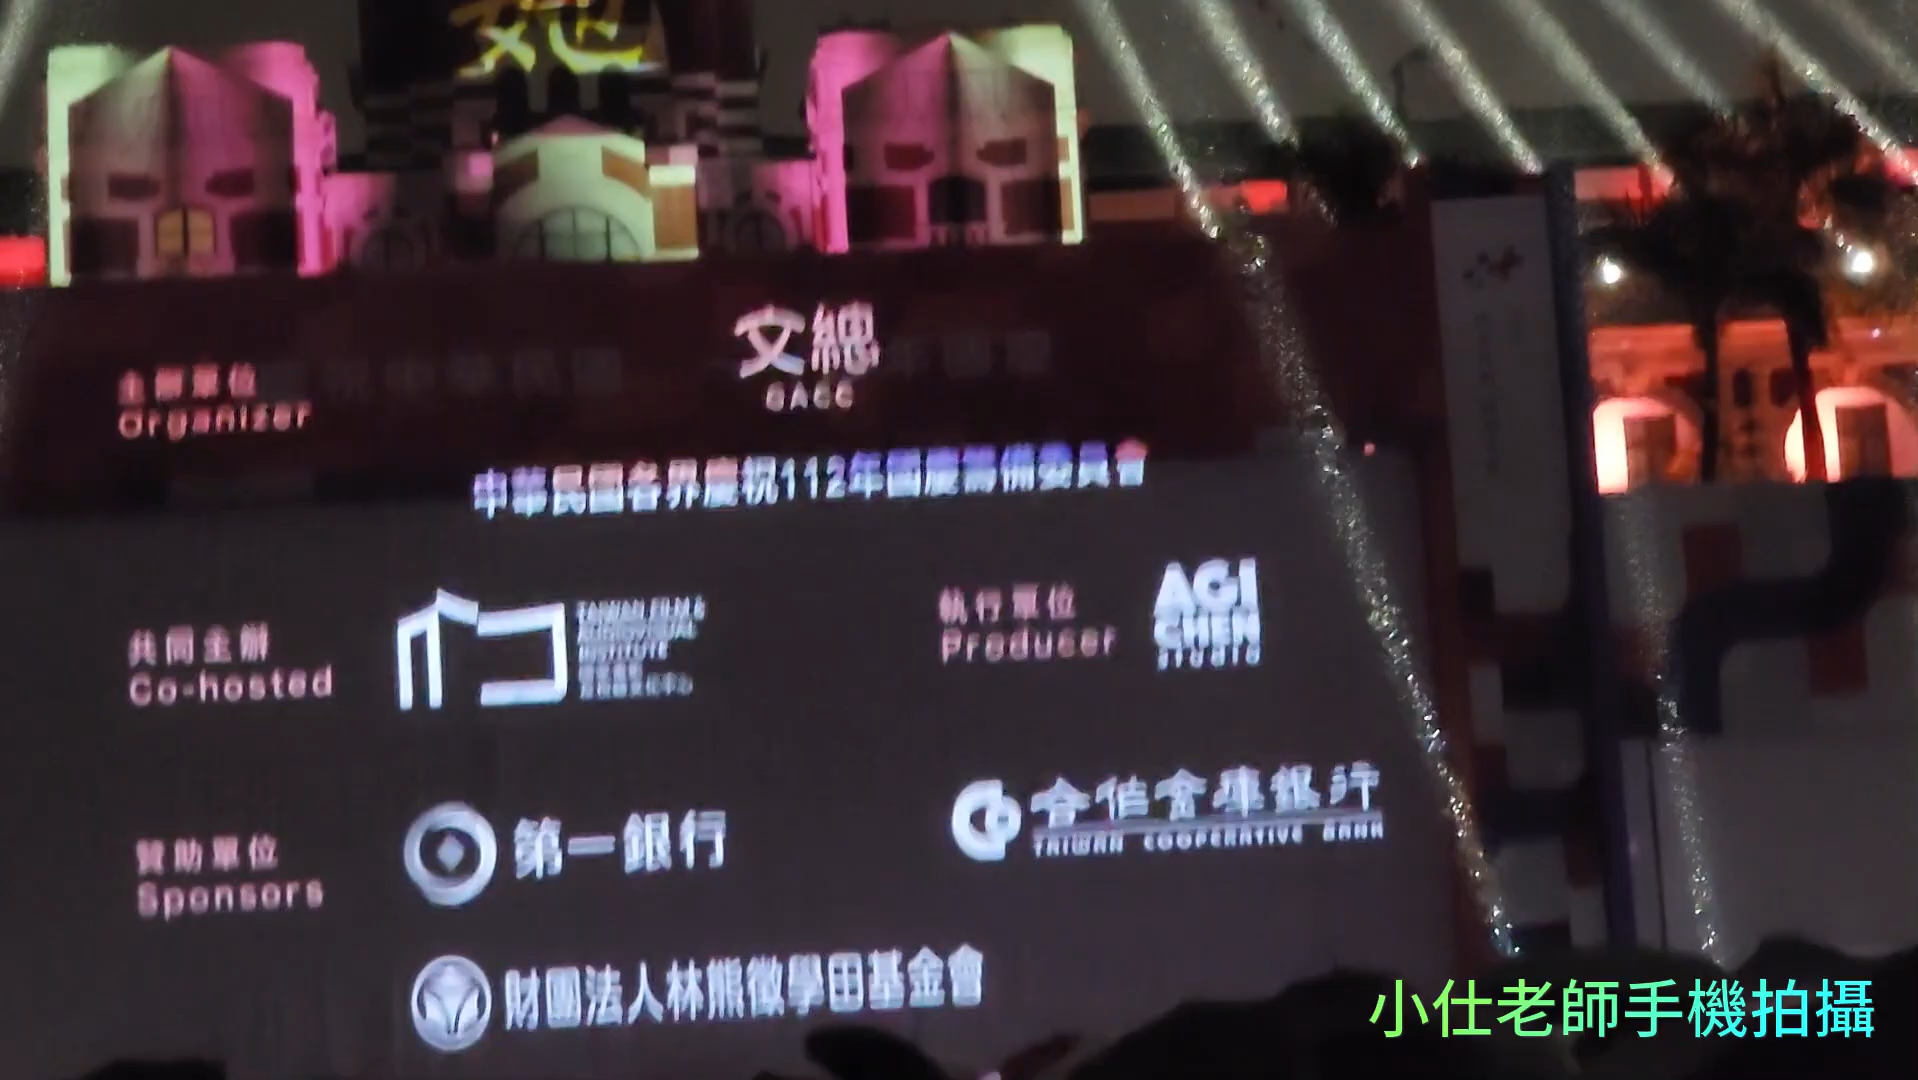 文總
GACC
主辦單位
Organizer
中華民國各界慶祝112年國慶籌備委員會
共同主辦
Co-hosted
TAIWAN FILM &
AUDIOVISUAL
INSTITUTE
執行單位
Producer
AGI
CHEN
STUDIO
贊助單位
Sponsors
第一銀行
合作金庫銀行
TAIWAN COOPERATIVE BANK
財團法人林熊徵學田基金會
小仕老師手機拍攝